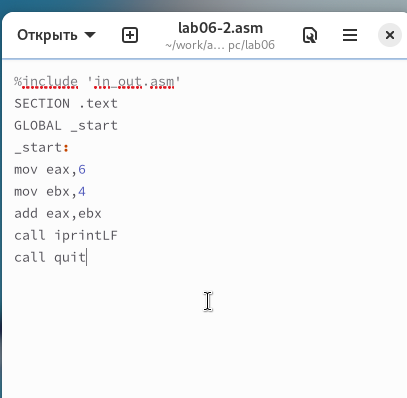 Открыть
lab06-2.asm
~/work/a... pc/lab06
%include 'in_out.asm'
SECTION .text
GLOBAL _start
_start:
mov eax,6
mov ebx,4
add eax,ebx
call iprintLF
call quit